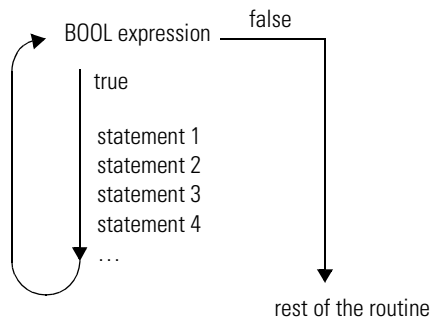 false
BOOL expression
true
statement 1
statement 2
statement 3
statement 4
…
rest of the routine